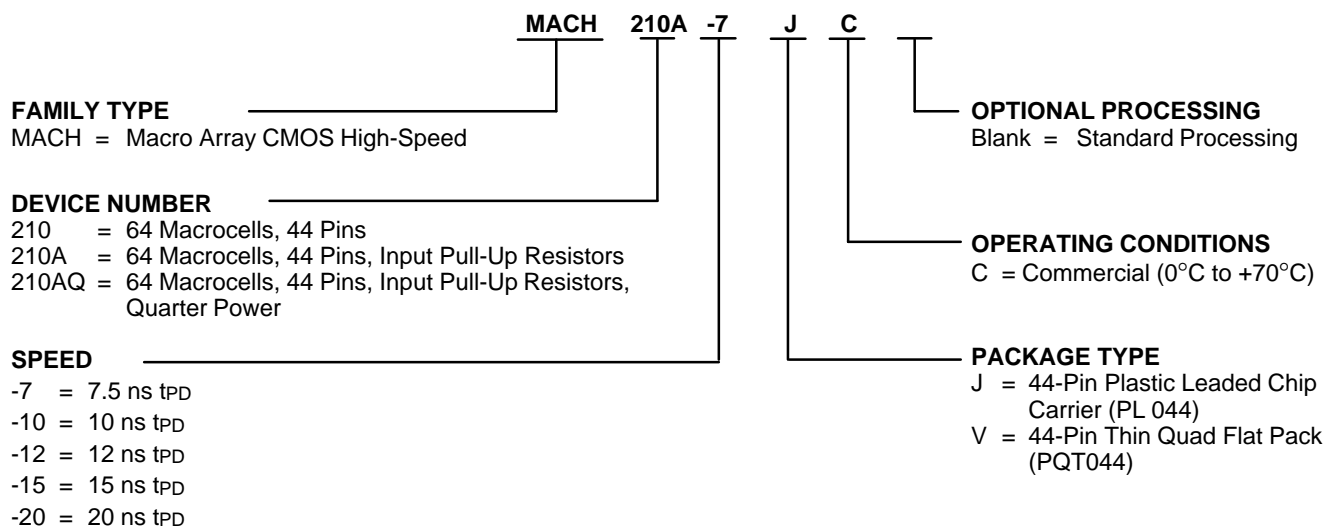 MACH 210A -7 J C
FAMILY TYPE
MACH = Macro Array CMOS High-Speed
DEVICE NUMBER
210 = 64 Macrocells, 44 Pins
210A = 64 Macrocells, 44 Pins, Input Pull-Up Resistors
210AQ = 64 Macrocells, 44 Pins, Input Pull-Up Resistors,
Quarter Power
SPEED
-7 = 7.5 ns tPD
-10 = 10 ns tPD
-12 = 12 ns tPD
-15 = 15 ns tPD
-20 = 20 ns tPD
OPTIONAL PROCESSING
Blank = Standard Processing
OPERATING CONDITIONS
C = Commercial (0°C to +70°C)
PACKAGE TYPE
J = 44-Pin Plastic Leaded Chip
Carrier (PL 044)
V = 44-Pin Thin Quad Flat Pack
(PQT044)